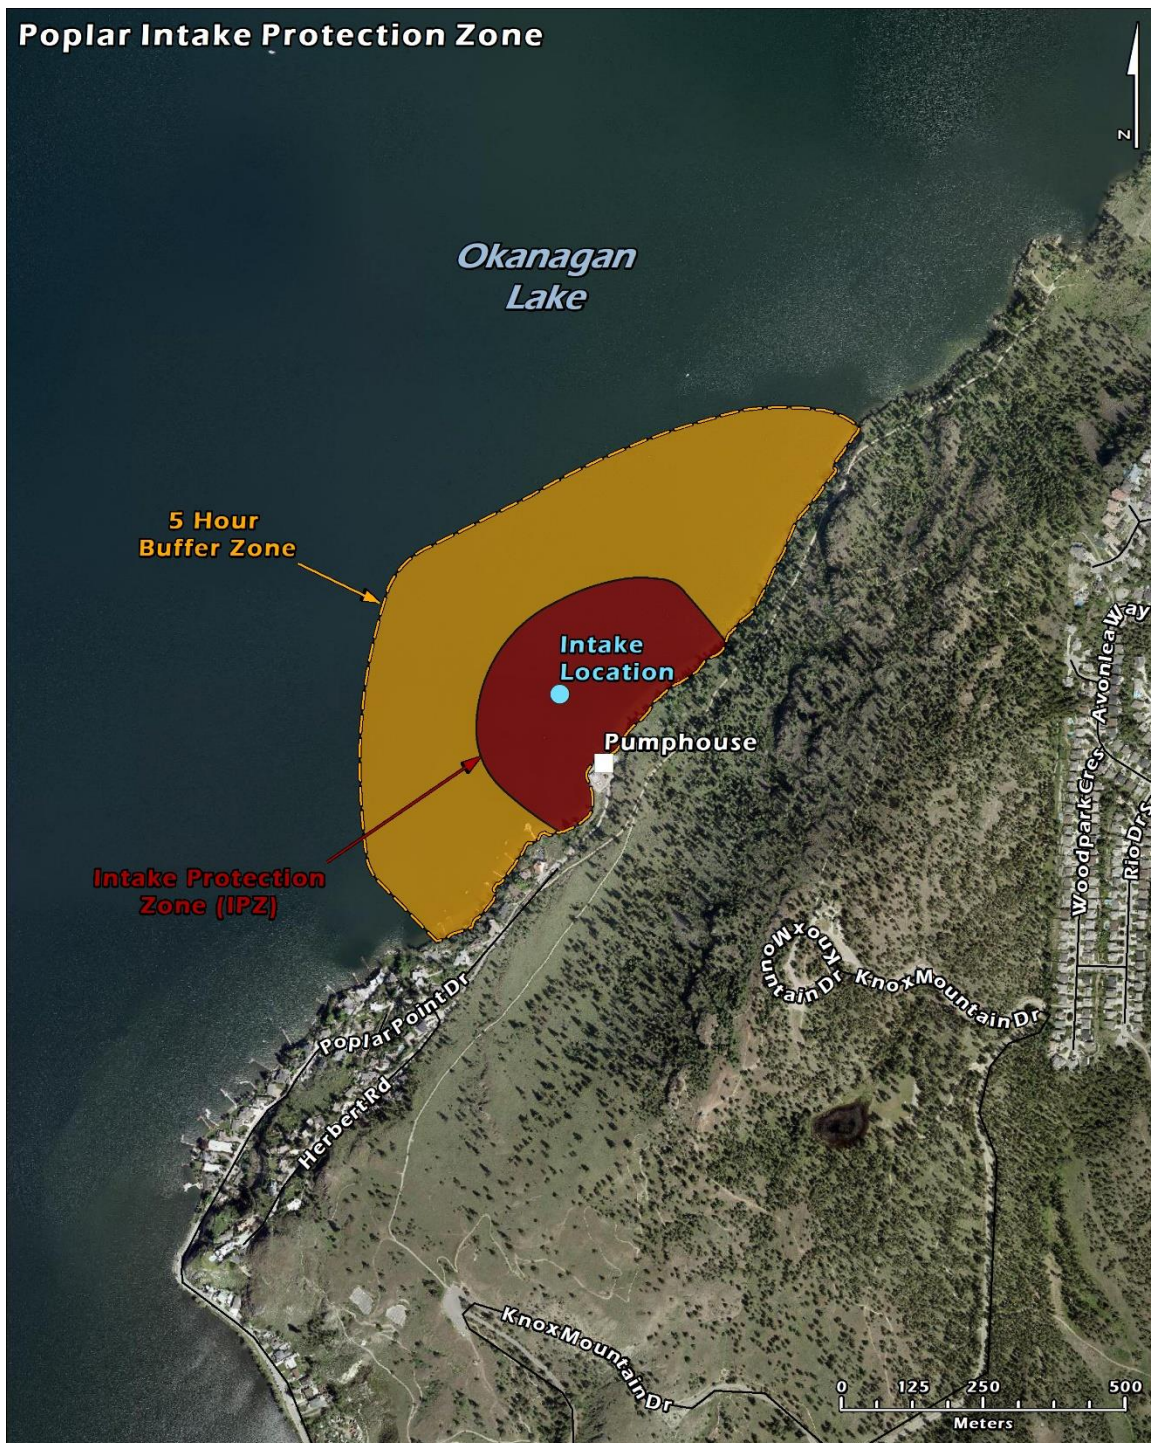 Poplar Intake Protection Zone
N
Okanagan
Lake
5 Hour
Buffer Zone
Intake
Location
Pumphouse
Intake Protection
Zone (IPZ)
Avonlea Way
Woodpark Cres
Rio Dr S
Knox Mountain Dr
Knox Mountain Dr
Poplar Point Dr
Herbert Rd
Knox Mountain Dr
0 125 250 500
Meters